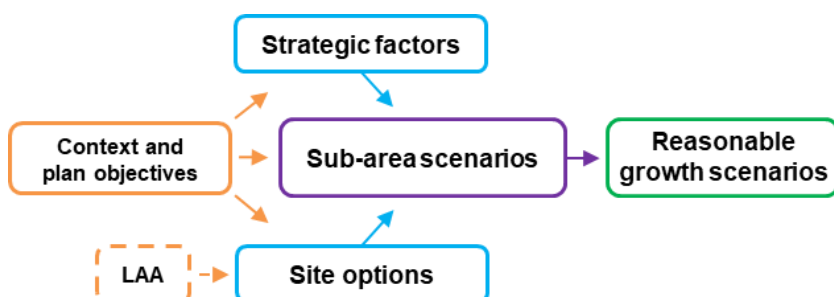 Strategic factors
Context and
plan objectives
Sub-area scenarios
Reasonable
growth scenarios
LAA
Site options